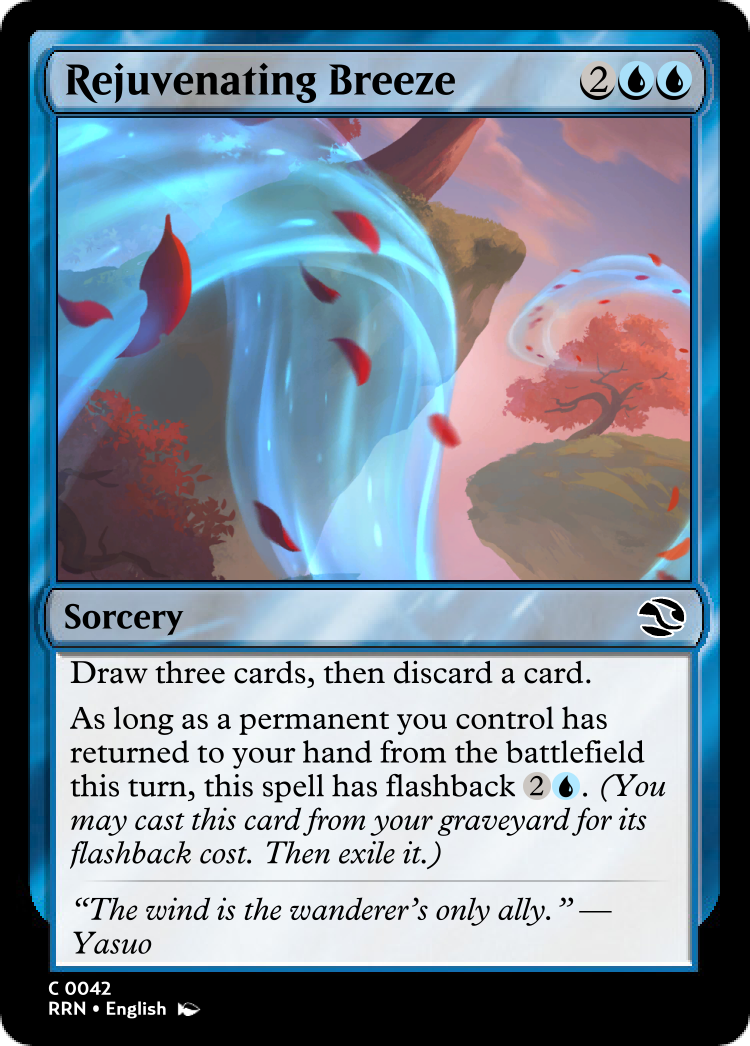 Rejuvenating Breeze 2
Sorcery
Draw three cards, then discard a card.
As long as a permanent you control has
returned to your hand from the battlefield
this turn, this spell has flashback 2 . (You
may cast this card from your graveyard for its
flashback cost. Then exile it.)
“The wind is the wanderer’s only ally.” —
Yasuo
C 0042
RRN • English